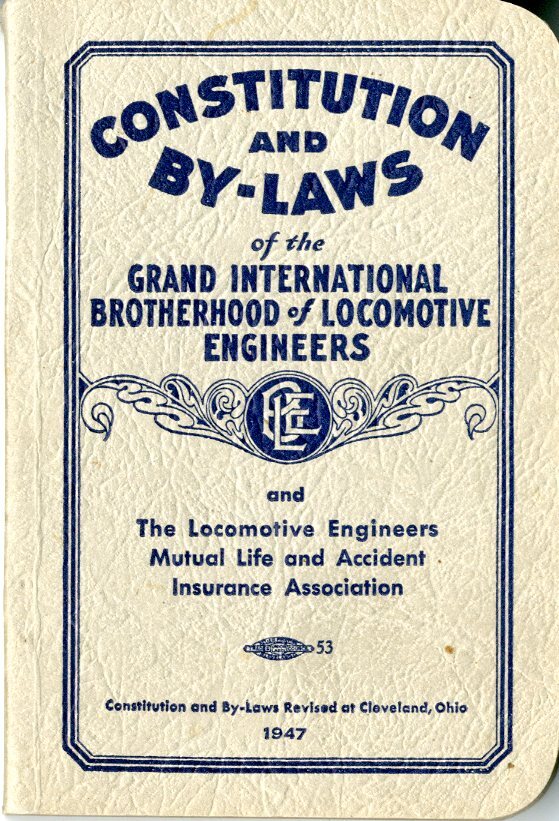 CONSTITUTION
AND
BY-LAWS
of the
GRAND INTERNATIONAL
BROTHERHOOD of LOCOMOTIVE
ENGINEERS
BLE
and
The Locomotive Engineers
Mutual Life and Accident
Insurance Association
53
Constitution and By-Laws Revised at Cleveland, Ohio
1947